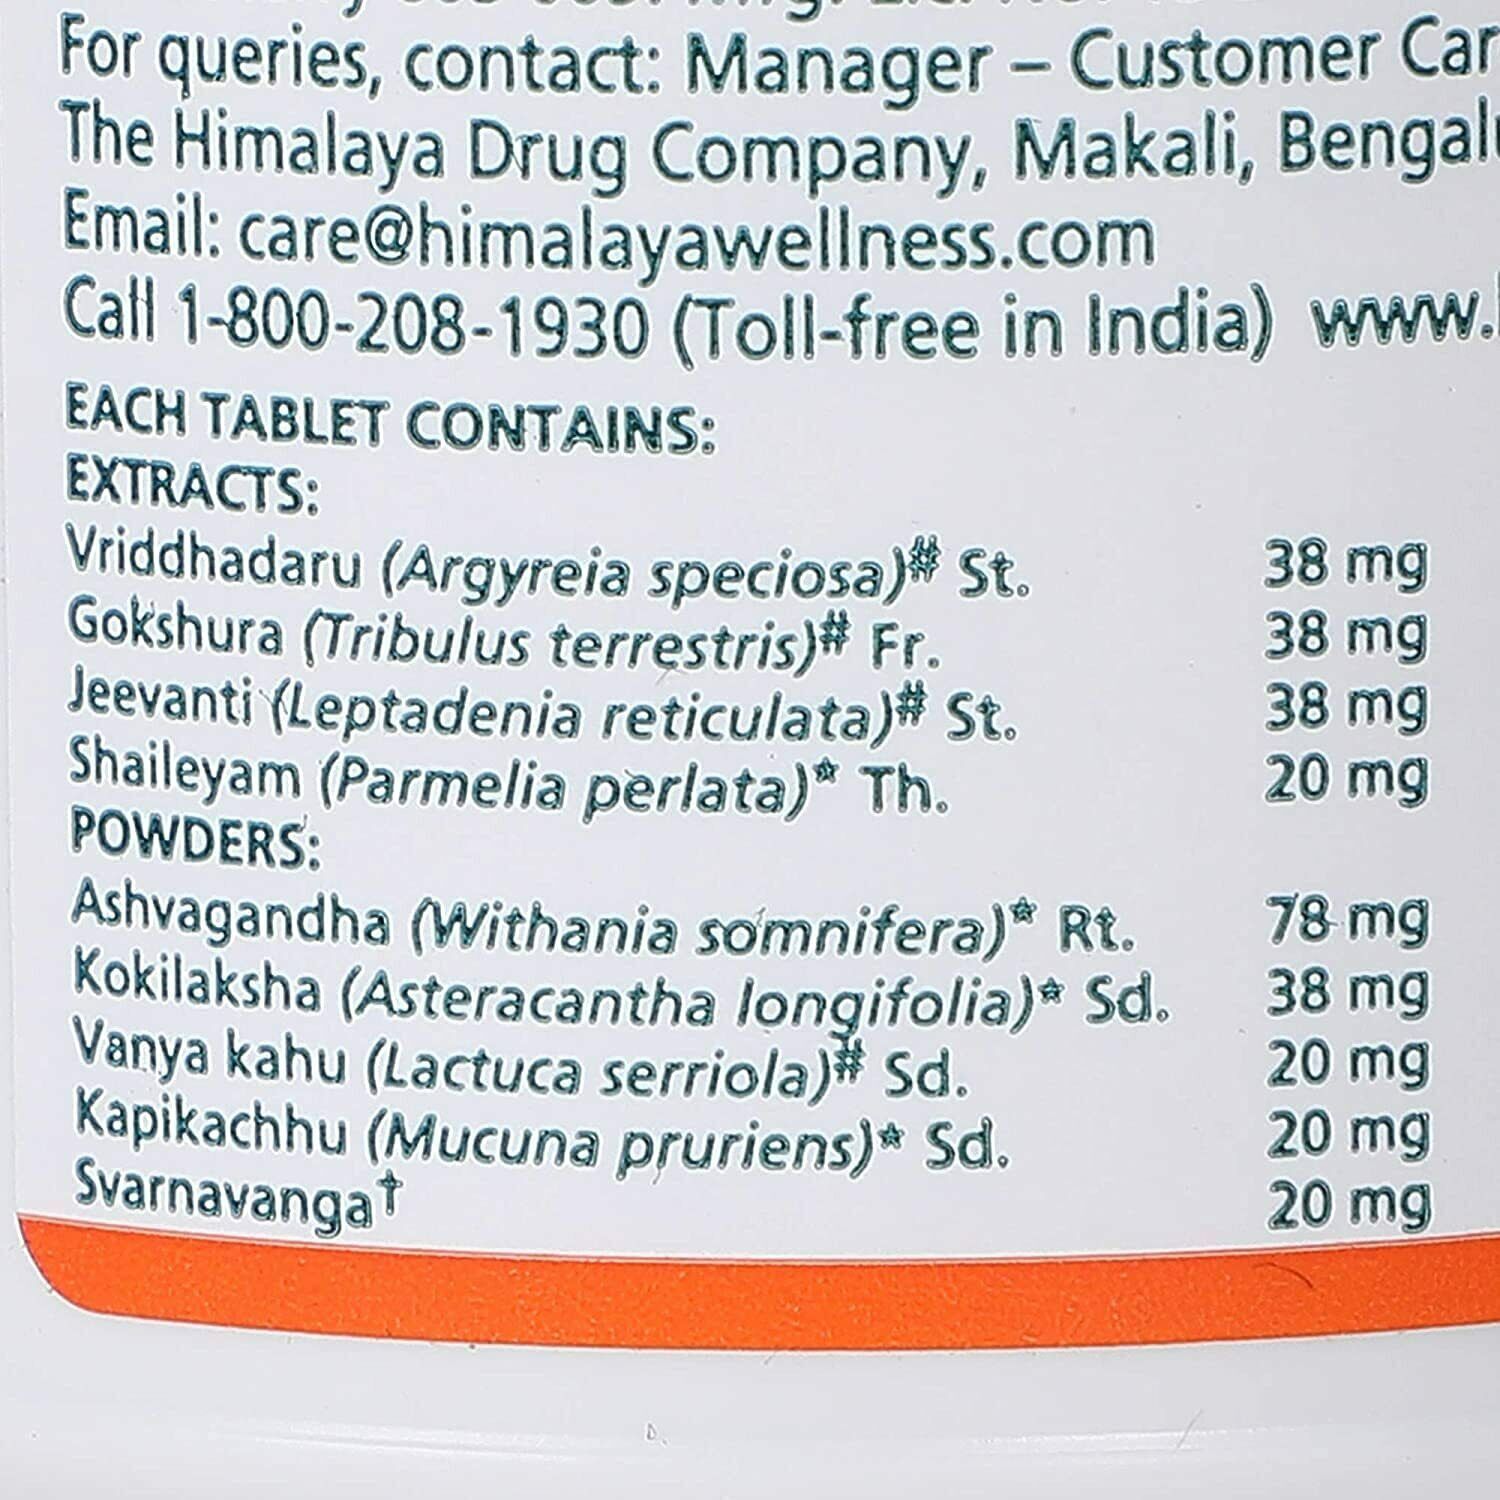 For queries, contact: Manager – Customer Car
The Himalaya Drug Company, Makali, Bengal
Email: care@himalayawellness.com
Call 1-800-208-1930 (Toll-free in India) www.
EACH TABLET CONTAINS:
EXTRACTS:
Vriddhadaru (Argyreia speciosa)# St. 38 mg
Gokshura (Tribulus terrestris)# Fr. 38 mg
Jeevanti (Leptadenia reticulata)# St. 38 mg
Shaileyam (Parmelia perlata)* Th. 20 mg
POWDERS:
Ashvagandha (Withania somnifera)* Rt. 78 mg
Kokilaksha (Asteracantha longifolia)* Sd. 38 mg
Vanya kahu (Lactuca serriola)# Sd. 20 mg
Kapikachhu (Mucuna pruriens)* Sd. 20 mg
Svarnavanga† 20 mg